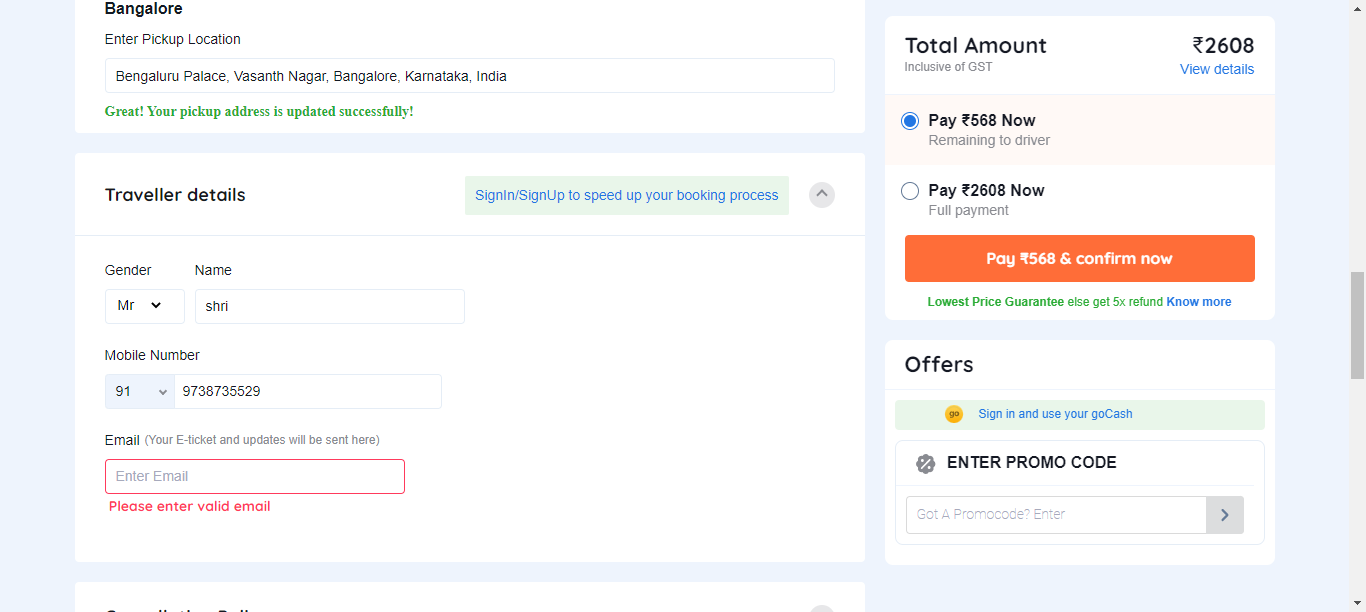 Bangalore
Enter Pickup Location
Bengaluru Palace, Vasanth Nagar, Bangalore, Karnataka, India
Great! Your pickup address is updated successfully!
Traveller details
SignIn/SignUp to speed up your booking process
Gender Name
Mr shri
Mobile Number
91 9738735529
Email (Your E-ticket and updates will be sent here)
Enter Email
Please enter valid email
Total Amount ₹2608
Inclusive of GST View details
Pay ₹568 Now
Remaining to driver
Pay ₹2608 Now
Full payment
Pay ₹568 & confirm now
Lowest Price Guarantee else get 5x refund Know more
Offers
go Sign in and use your goCash
ENTER PROMO CODE
Got A Promocode? Enter